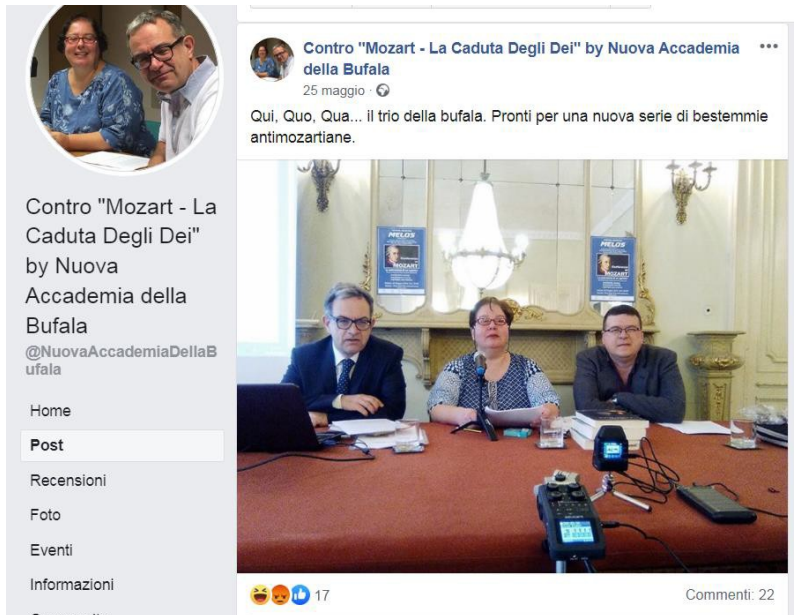 Contro "Mozart - La
Caduta Degli Dei"
by Nuova
Accademia della
Bufala
@NuovaAccademiaDellaB
ufala
Home
Post
Recensioni
Foto
Eventi
Informazioni
Contro "Mozart - La Caduta Degli Dei" by Nuova Accademia
della Bufala
25 maggio ·
Qui, Quo, Qua... il trio della bufala. Pronti per una nuova serie di bestemmie
antimozartiane.
MELOS
MOZART
MELOS
MOZART
17
Commenti: 22